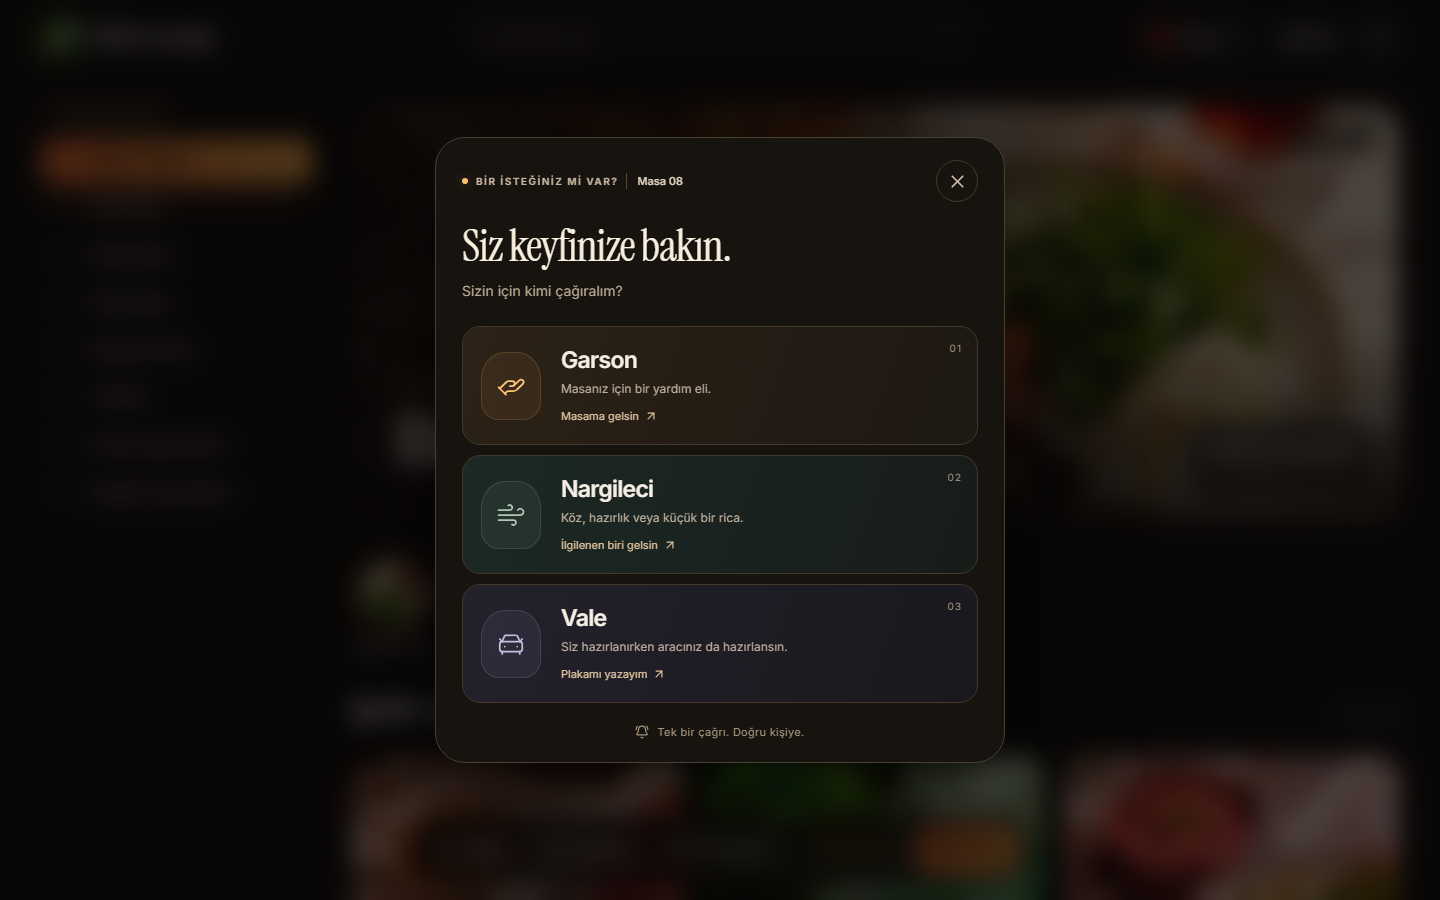 BİR İSTEĞİNİZ Mİ VAR? Masa 08
Siz keyfinize bakın.
Sizin için kimi çağıralım?
01
Garson
Masanız için bir yardım eli.
Masama gelsin
02
Nargileci
Köz, hazırlık veya küçük bir rica.
İlgilenen biri gelsin
03
Vale
Siz hazırlanırken aracınız da hazırlansın.
Plakamı yazayım
Tek bir çağrı. Doğru kişiye.